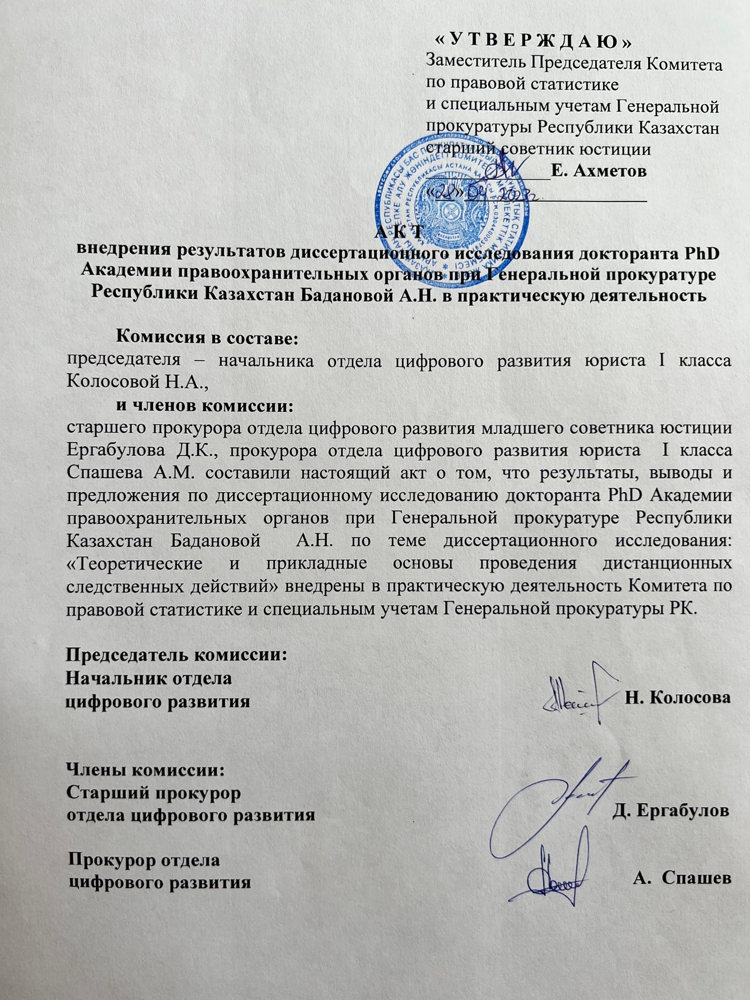 « У Т В Е Р Ж Д А Ю »
Заместитель Председателя Комитета
по правовой статистике
и специальным учетам Генеральной
прокуратуры Республики Казахстан
старший советник юстиции
Е. Ахметов
«28» 04 2023г.
А К Т
внедрения результатов диссертационного исследования докторанта PhD
Академии правоохранительных органов при Генеральной прокуратуре
Республики Казахстан Бадановой А.Н. в практическую деятельность
Комиссия в составе:
председателя – начальника отдела цифрового развития юриста I класса
Колосовой Н.А.,
и членов комиссии:
старшего прокурора отдела цифрового развития младшего советника юстиции
Ергабулова Д.К., прокурора отдела цифрового развития юриста I класса
Спашева А.М. составили настоящий акт о том, что результаты, выводы и
предложения по диссертационному исследованию докторанта PhD Академии
правоохранительных органов при Генеральной прокуратуре Республики
Казахстан Бадановой А.Н. по теме диссертационного исследования:
«Теоретические и прикладные основы проведения дистанционных
следственных действий» внедрены в практическую деятельность Комитета по
правовой статистике и специальным учетам Генеральной прокуратуры РК.
Председатель комиссии:
Начальник отдела
цифрового развития
Н. Колосова
Члены комиссии:
Старший прокурор
отдела цифрового развития
Д. Ергабулов
Прокурор отдела
цифрового развития
А. Спашев